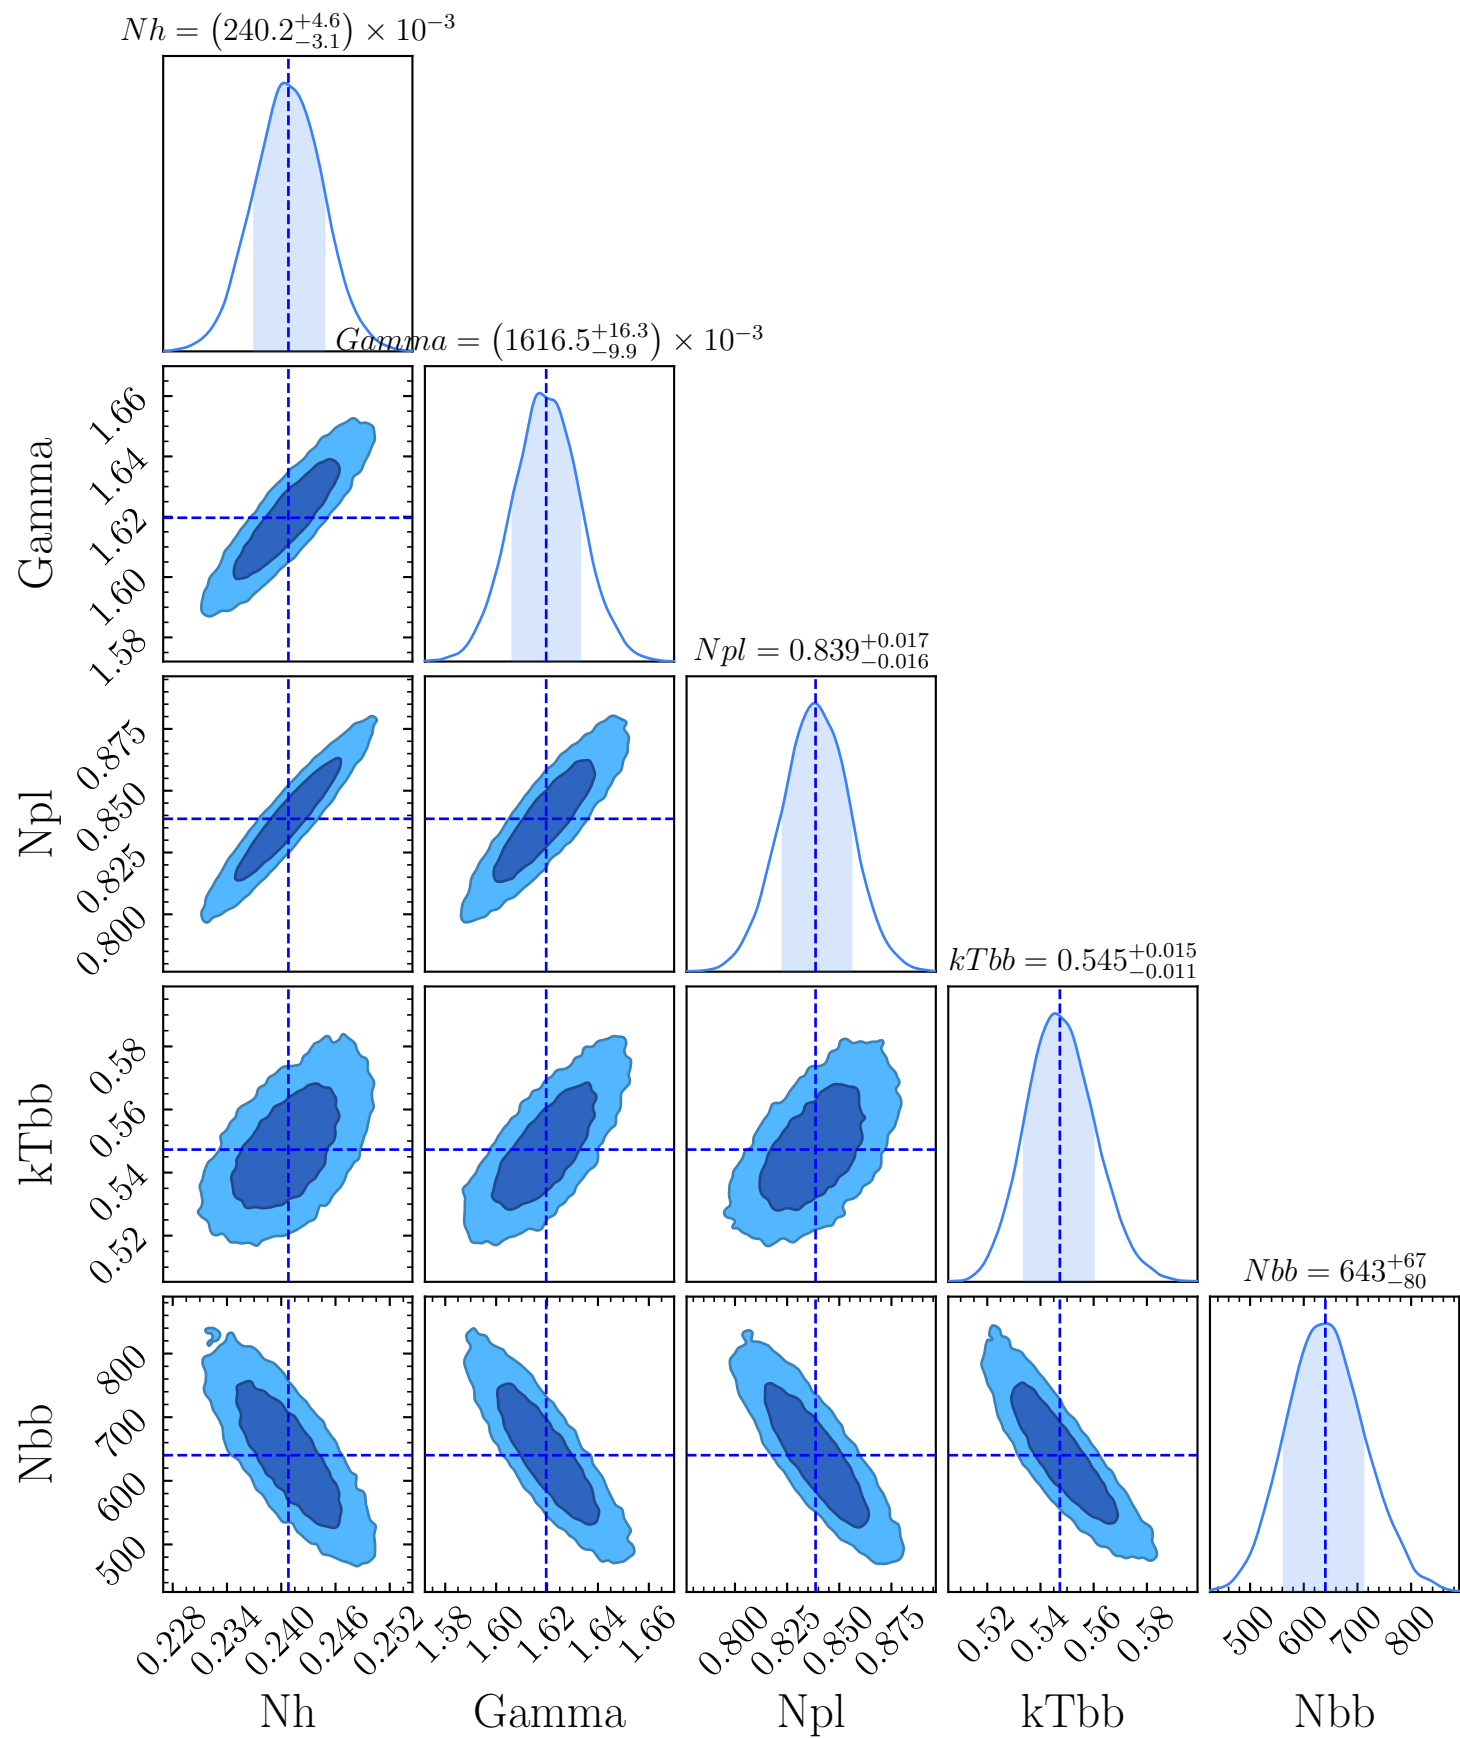 Nh = (240.2^{+4.6}_{-3.1}) × 10^{-3}
Gamma = (1616.5^{+16.3}_{-9.9}) × 10^{-3}
1.66
1.64
1.62
1.60
1.58
Gamma
Npl = 0.839^{+0.017}_{-0.016}
0.875
0.850
0.825
0.800
Npl
kTbb = 0.545^{+0.015}_{-0.011}
0.58
0.56
0.54
0.52
kTbb
Nbb = 643^{+67}_{-80}
800
700
600
500
Nbb
0.228 0.234 0.240 0.246 0.252 1.58 1.60 1.62 1.64 1.66 0.800 0.825 0.850 0.875 0.52 0.54 0.56 0.58 500 600 700 800
Nh Gamma Npl kTbb Nbb